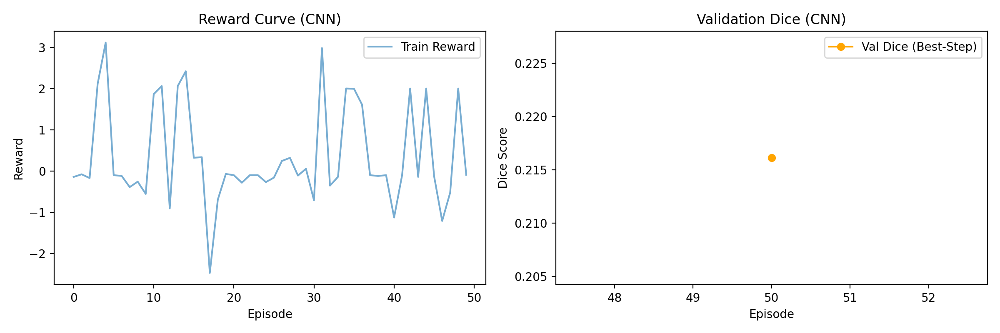 Reward Curve (CNN)
Train Reward
3
2
1
0
−1
−2
Reward
0 10 20 30 40 50
Episode
Validation Dice (CNN)
Val Dice (Best-Step)
0.225
0.220
0.215
0.210
0.205
Dice Score
48 49 50 51 52
Episode